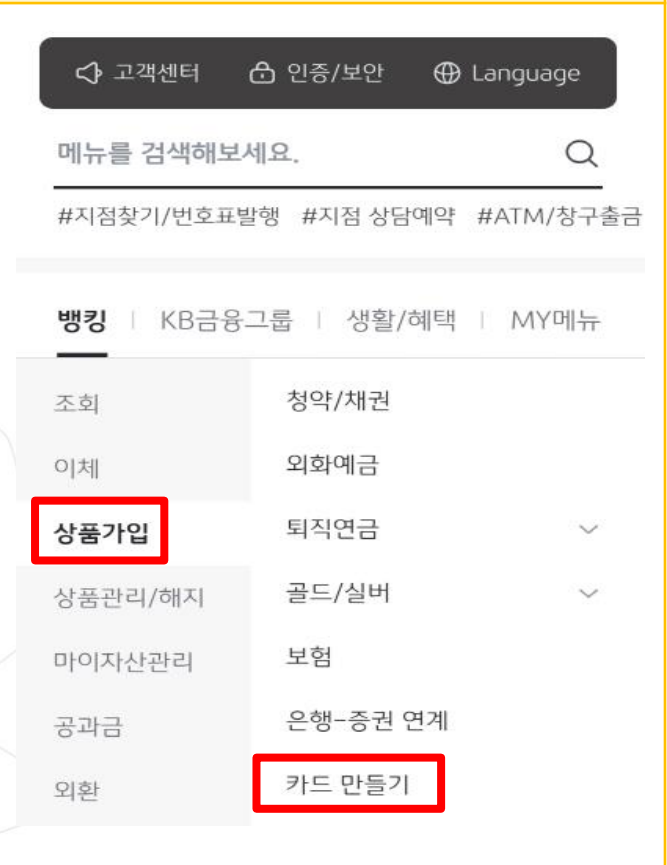 고객센터 인증/보안 Language
메뉴를 검색해보세요.
#지점찾기/번호표발행 #지점 상담예약 #ATM/창구출금
뱅킹 KB금융그룹 생활/혜택 MY메뉴
조회 청약/채권
이체 외화예금
상품가입 퇴직연금
상품관리/해지 골드/실버
마이자산관리 보험
공과금 은행-증권 연계
외환 카드 만들기